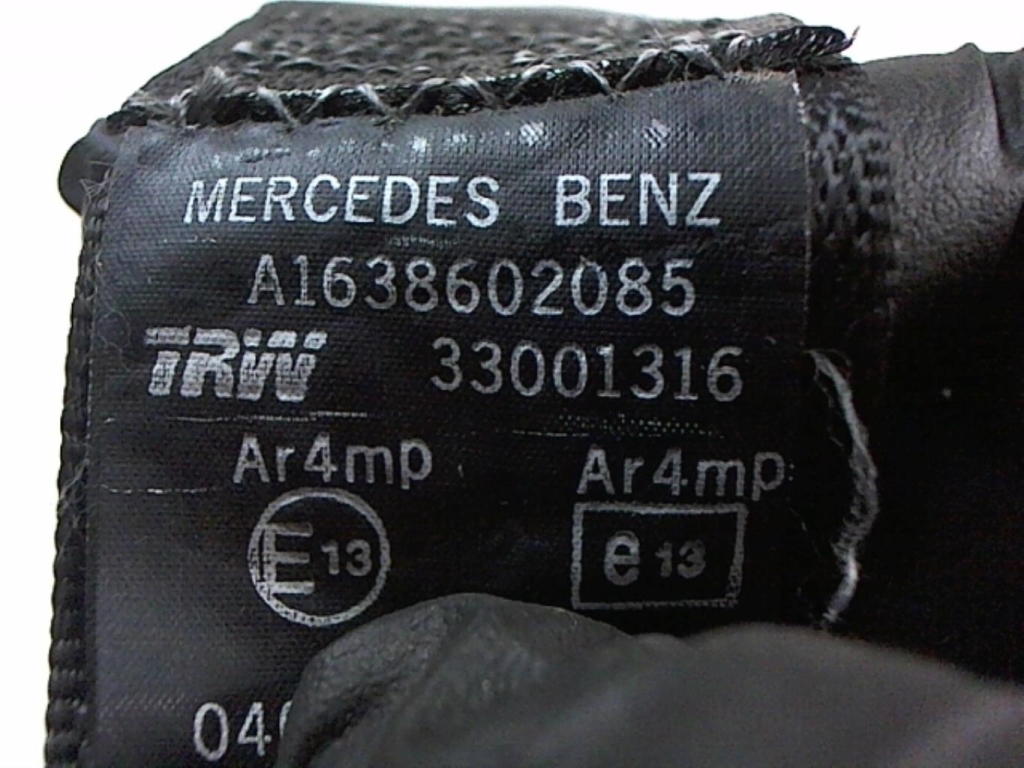 MERCEDES BENZ
A1638602085
TRW 33001316
Ar4mp Ar4mp
E13 e13